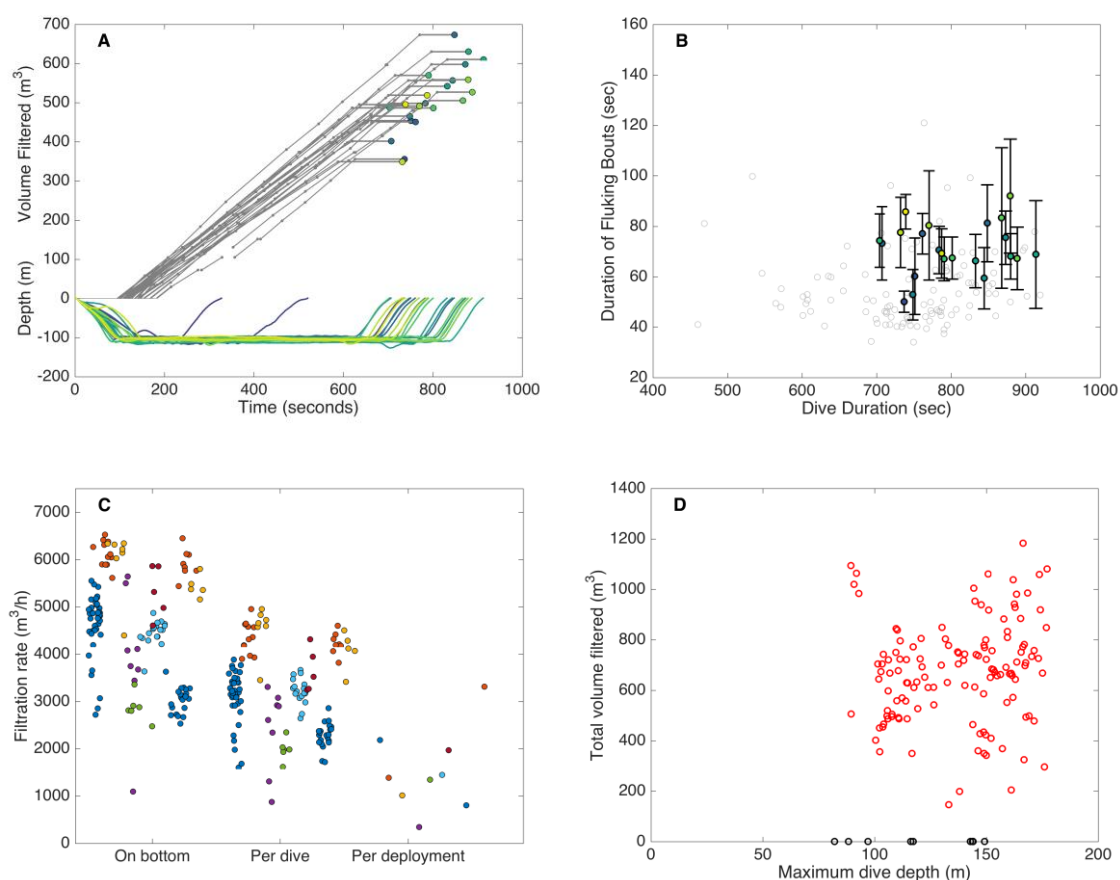 A
Volume Filtered (m³)
700
600
500
400
300
200
100
0
Depth (m)
0
-100
-200
0 200 400 600 800 1000
Time (seconds)
B
Duration of Fluking Bouts (sec)
160
140
120
100
80
60
40
20
400 500 600 700 800 900 1000
Dive Duration (sec)
C
Filtration rate (m³/h)
7000
6000
5000
4000
3000
2000
1000
0
On bottom Per dive Per deployment
D
Total volume filtered (m³)
1400
1200
1000
800
600
400
200
0
0 50 100 150 200
Maximum dive depth (m)